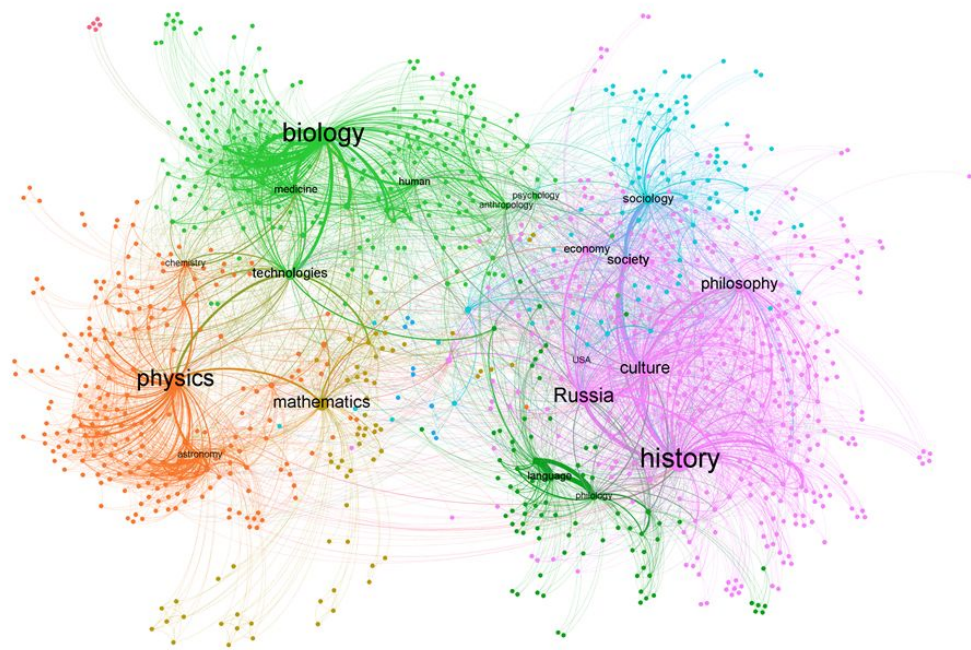 biology
medicine
human
psychology
anthropology
sociology
economy
society
chemistry
technologies
philosophy
USA
culture
physics
Russia
mathematics
history
astronomy
language
philology